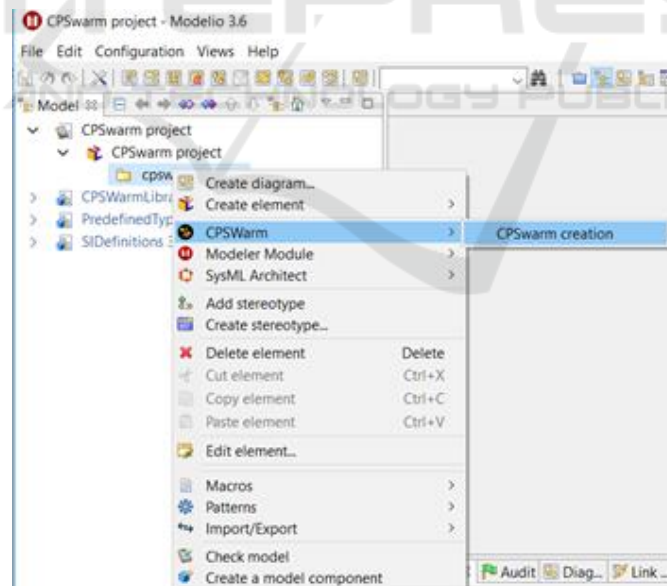 CPSwarm project - Modelio 3.6
File Edit Configuration Views Help
Model
CPSwarm project
CPSwarm project
cpsw
CPSWarmLibra
PredefinedTyp
SIDefinitions
Create diagram...
Create element
CPSWarm
CPSwarm creation
Modeler Module
SysML Architect
Add stereotype
Create stereotype...
Delete element Delete
Cut element Ctrl+X
Copy element Ctrl+C
Paste element Ctrl+V
Edit element...
Macros
Patterns
Import/Export
Check model
Create a model component
Audit Diag... Link